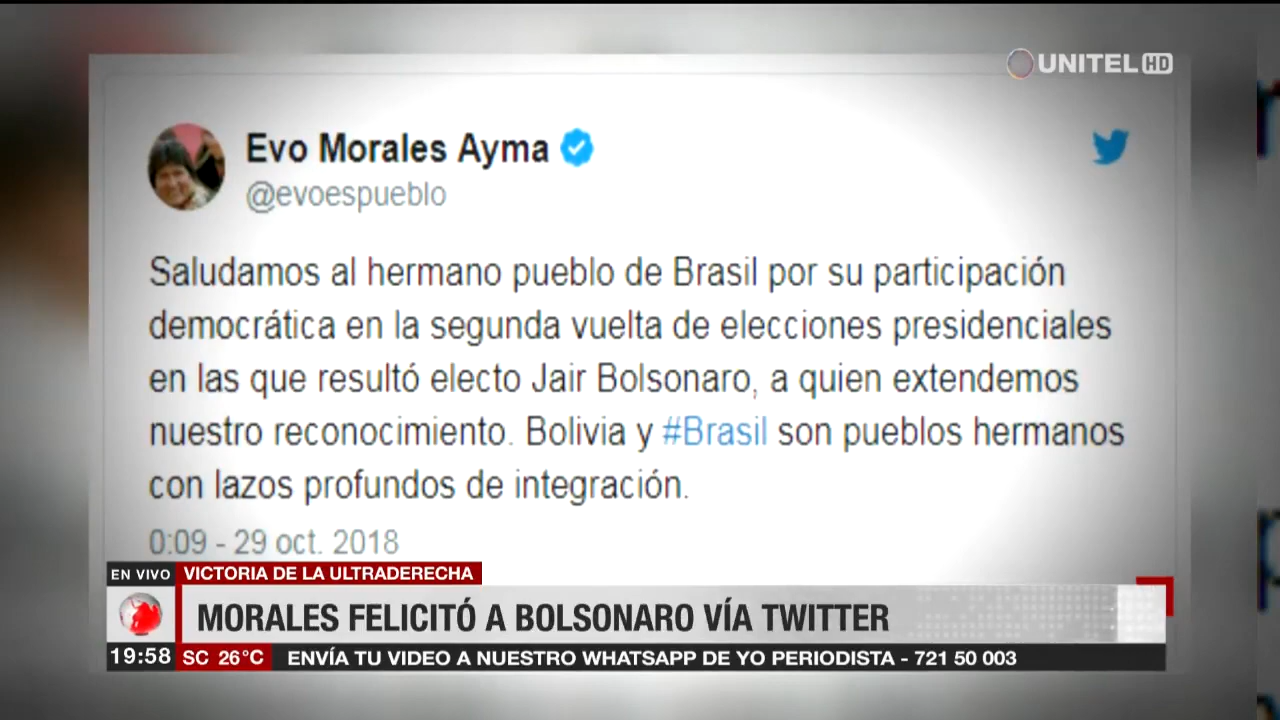 UNITEL HD
Evo Morales Ayma
@evoespueblo
Saludamos al hermano pueblo de Brasil por su participación
democrática en la segunda vuelta de elecciones presidenciales
en las que resultó electo Jair Bolsonaro, a quien extendemos
nuestro reconocimiento. Bolivia y #Brasil son pueblos hermanos
con lazos profundos de integración.
0:09 - 29 oct. 2018
EN VIVO VICTORIA DE LA ULTRADERECHA
MORALES FELICITÓ A BOLSONARO VÍA TWITTER
19:58 SC 26°C ENVÍA TU VIDEO A NUESTRO WHATSAPP DE YO PERIODISTA - 721 50 003